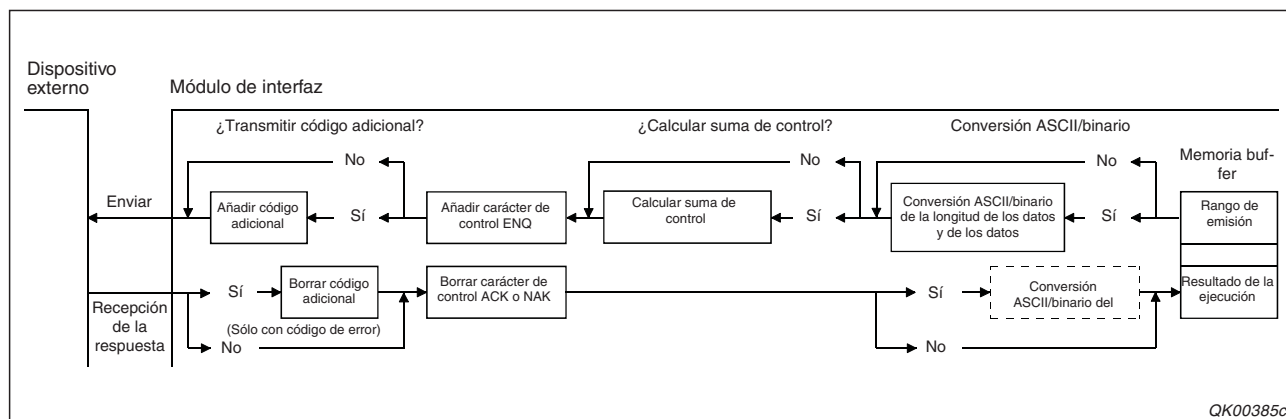 Dispositivo
externo
Módulo de interfaz
¿Transmitir código adicional?
¿Calcular suma de control?
Conversión ASCII/binario
No
No
No
Memoria buf-
fer
Enviar
Añadir código
adicional
Sí
Añadir carácter de
control ENQ
Calcular suma de
control
Sí
Conversión ASCII/binario
de la longitud de los datos
y de los datos
Sí
Rango de
emisión
Recepción
de la
respuesta
Sí
Borrar código
adicional
Borrar carácter de
control ACK o NAK
Sí
Conversión
ASCII/binario del
Resultado de la
ejecución
(Sólo con código de error)
No
No
QK00385c